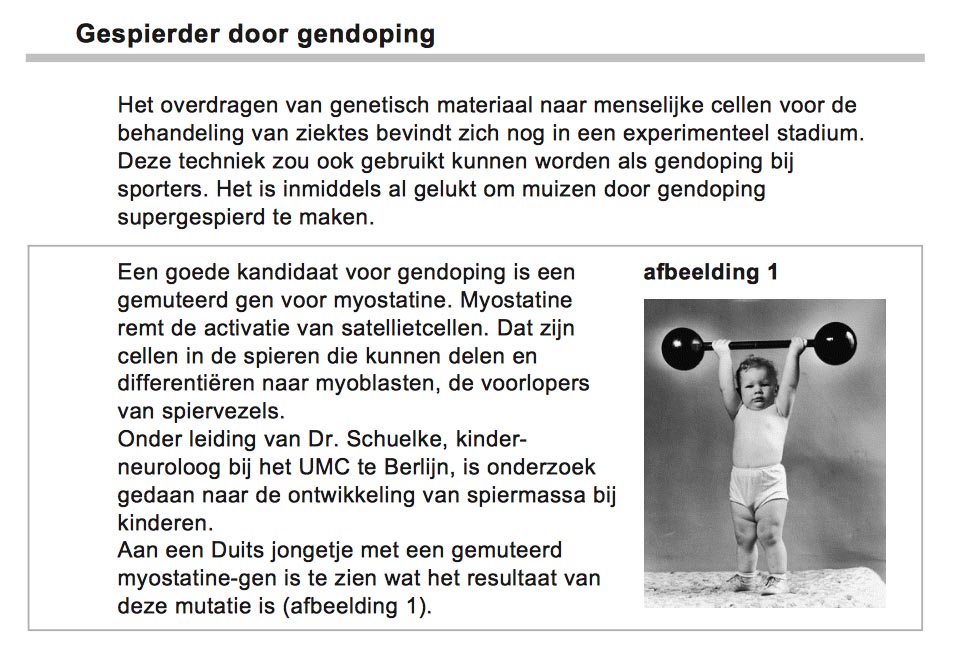 Gespierder door gendoping
Het overdragen van genetisch materiaal naar menselijke cellen voor de
behandeling van ziektes bevindt zich nog in een experimenteel stadium.
Deze techniek zou ook gebruikt kunnen worden als gendoping bij
sporters. Het is inmiddels al gelukt om muizen door gendoping
supergespierd te maken.
Een goede kandidaat voor gendoping is een
gemuteerd gen voor myostatine. Myostatine
remt de activatie van satellietcellen. Dat zijn
cellen in de spieren die kunnen delen en
differentiëren naar myoblasten, de voorlopers
van spiervezels.
Onder leiding van Dr. Schuelke, kinder-
neuroloog bij het UMC te Berlijn, is onderzoek
gedaan naar de ontwikkeling van spiermassa bij
kinderen.
Aan een Duits jongetje met een gemuteerd
myostatine-gen is te zien wat het resultaat van
deze mutatie is (afbeelding 1).
afbeelding 1